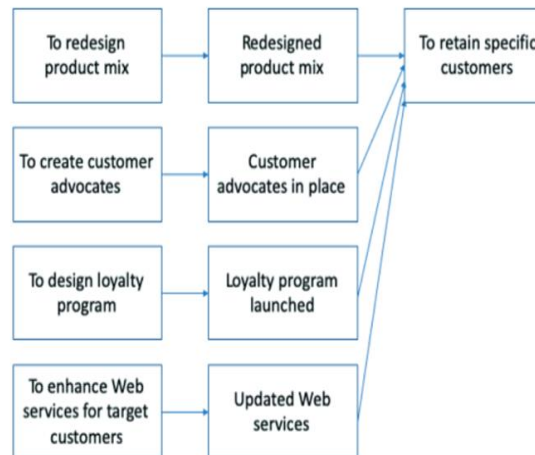 To redesign
product mix
Redesigned
product mix
To retain specific
customers
To create customer
advocates
Customer
advocates in place
To design loyalty
program
Loyalty program
launched
To enhance Web
services for target
customers
Updated Web
services